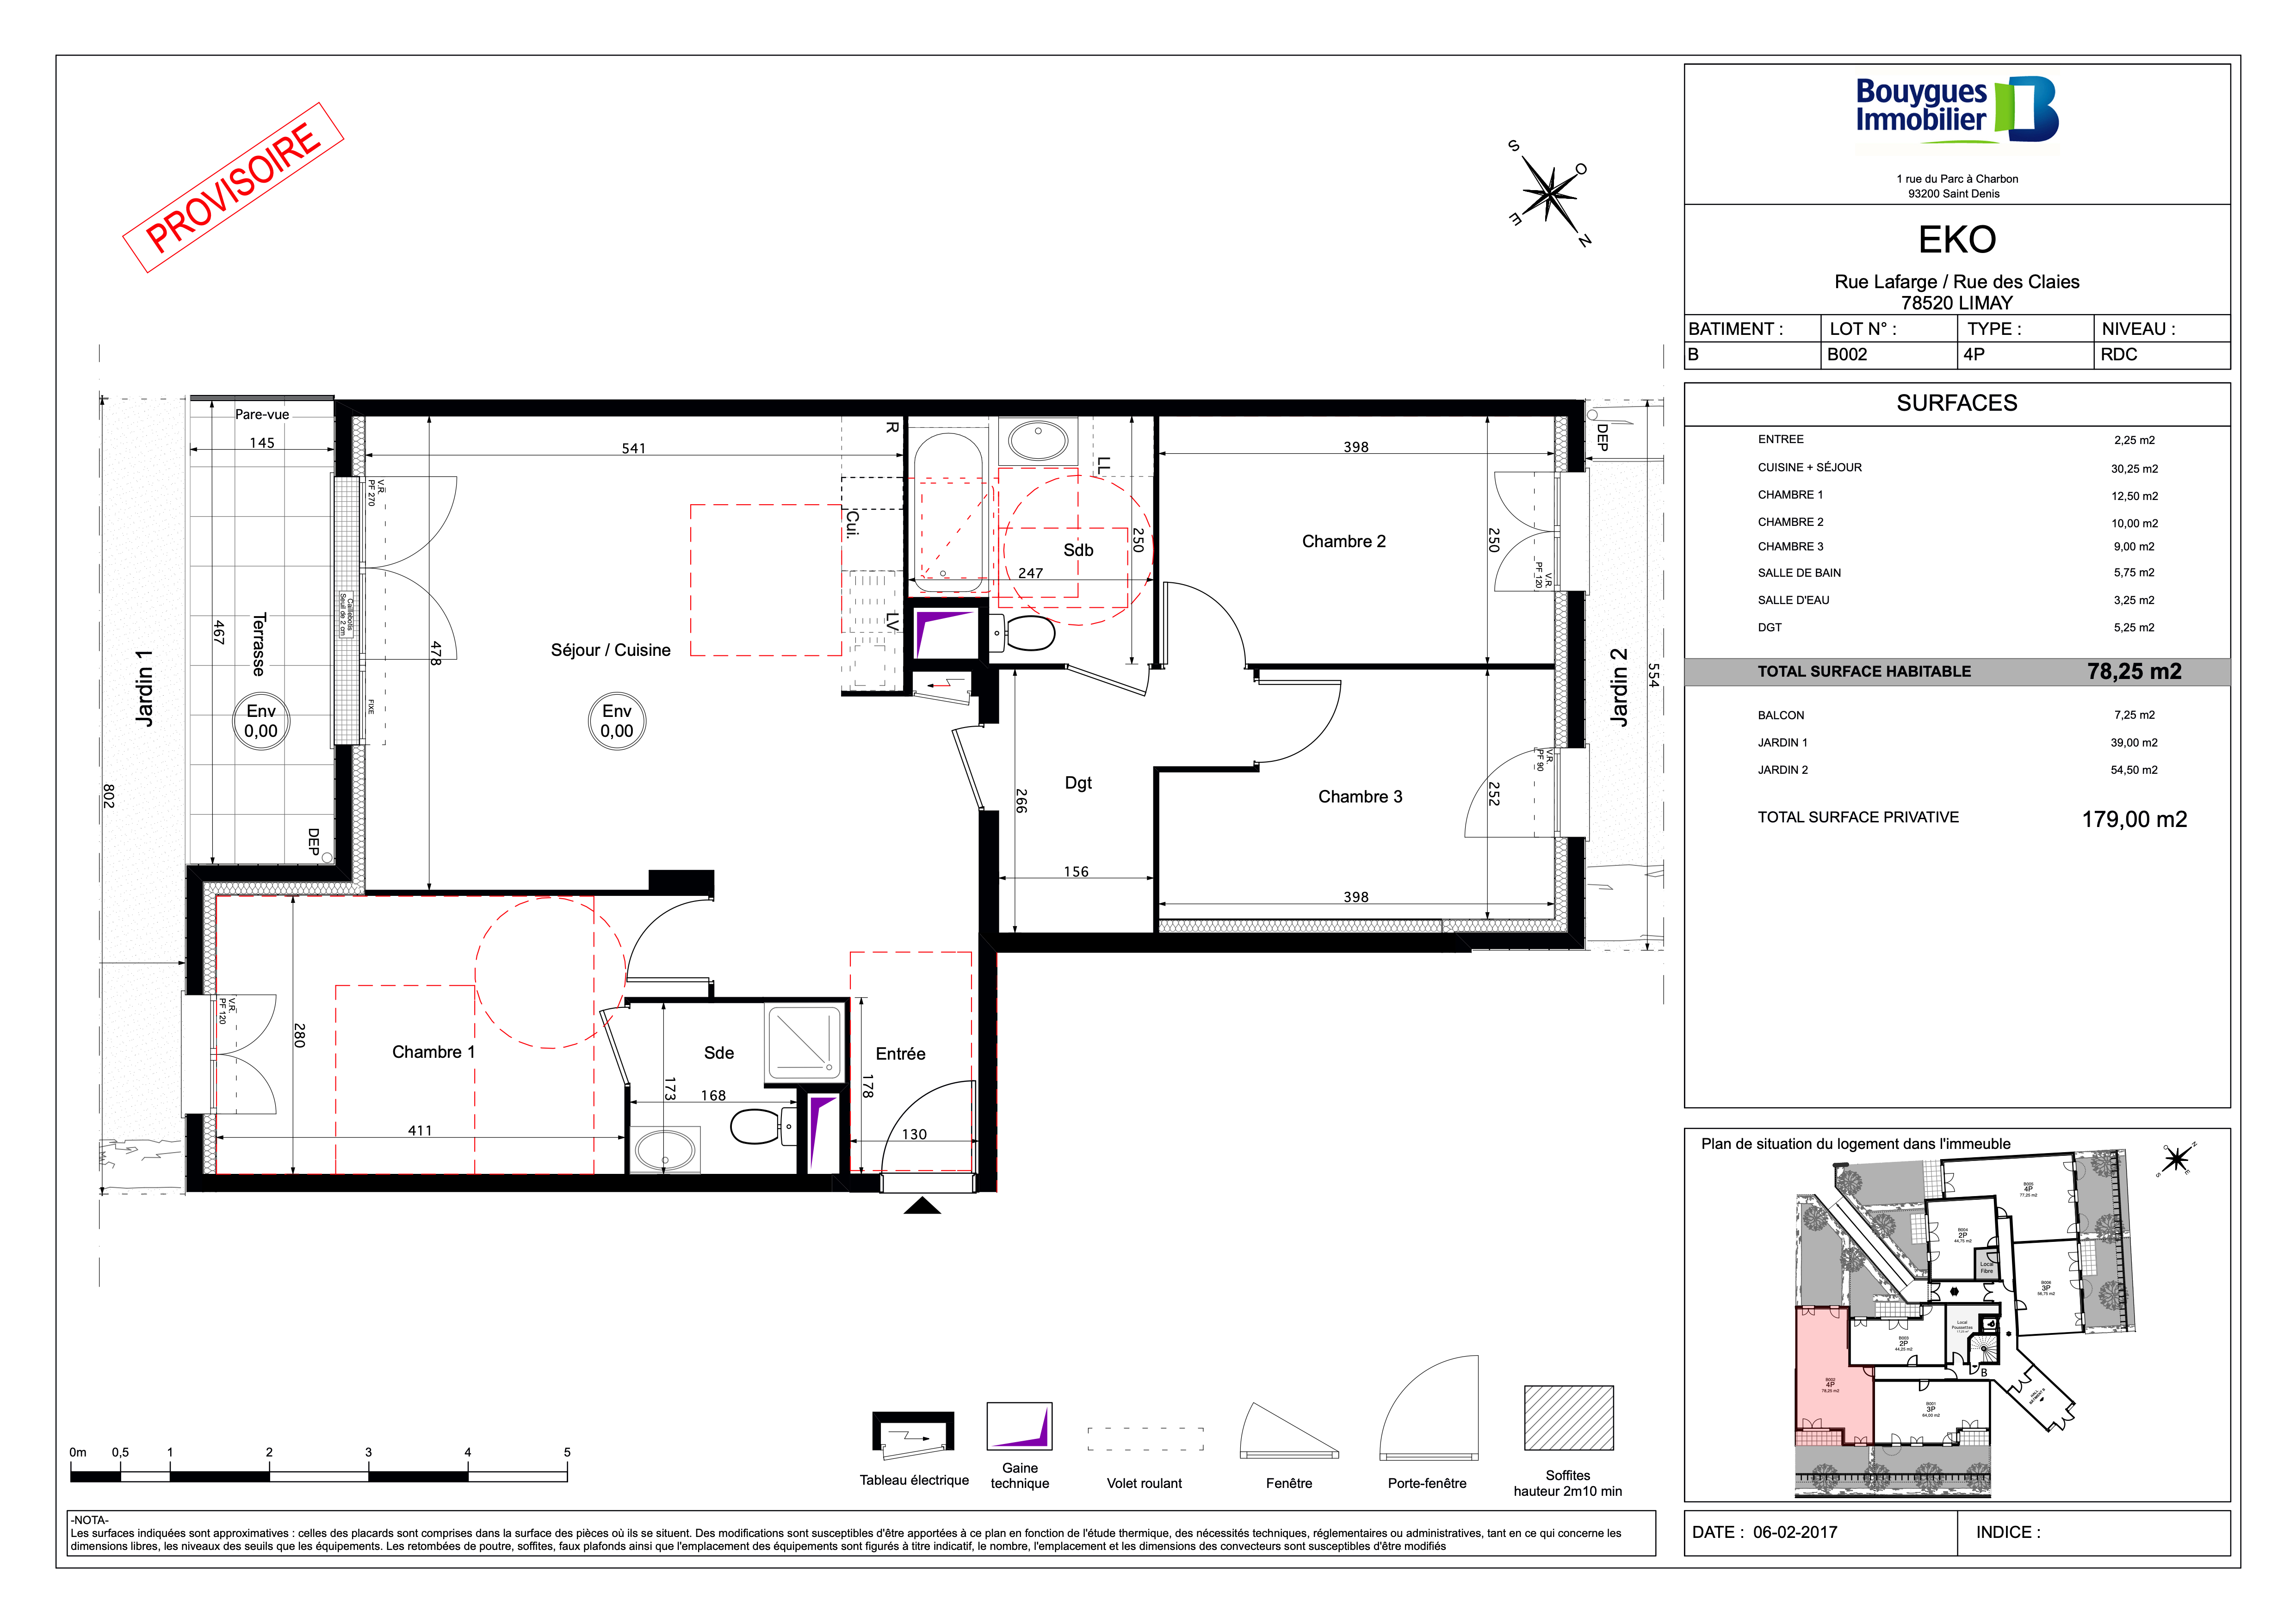 PROVISOIRE
S
O
E
N
Bouygues
Immobilier
1 rue du Parc à Charbon
93200 Saint Denis
EKO
Rue Lafarge / Rue des Claies
78520 LIMAY
BATIMENT : LOT N° : TYPE : NIVEAU :
B B002 4P RDC
SURFACES
ENTREE 2,25 m2
CUISINE + SÉJOUR 30,25 m2
CHAMBRE 1 12,50 m2
CHAMBRE 2 10,00 m2
CHAMBRE 3 9,00 m2
SALLE DE BAIN 5,75 m2
SALLE D'EAU 3,25 m2
DGT 5,25 m2
TOTAL SURFACE HABITABLE 78,25 m2
BALCON 7,25 m2
JARDIN 1 39,00 m2
JARDIN 2 54,50 m2
TOTAL SURFACE PRIVATIVE 179,00 m2
Pare-vue
145
467
Terrasse
Env
0,00
DEP
Jardin 1
802
V.R.
PF 270
Caillebotis
Seuil de 2 cm
FIXE
541
478
Séjour / Cuisine
Env
0,00
R
Cui.
LV
LL
250
Sdb
247
398
Chambre 2
250
V.R.
PF 120
DEP
Jardin 2
554
Dgt
266
156
Chambre 3
252
V.R.
PF 90
398
V.R.
PF 120
280
Chambre 1
411
Sde
173
168
Entrée
178
130
0m 0,5 1 2 3 4 5
Tableau électrique
Gaine
technique
Volet roulant
Fenêtre
Porte-fenêtre
Soffites
hauteur 2m10 min
Plan de situation du logement dans l'immeuble
N
S
E
B005
4P
77,25 m2
B004
2P
44,75 m2
Local
Fibre
B006
3P
56,75 m2
Local
Poussettes
B003
2P
44,25 m2
B
B002
4P
78,25 m2
B001
3P
64,00 m2
-NOTA-
Les surfaces indiquées sont approximatives : celles des placards sont comprises dans la surface des pièces où ils se situent. Des modifications sont susceptibles d'être apportées à ce plan en fonction de l'étude thermique, des nécessités techniques, réglementaires ou administratives, tant en ce qui concerne les
dimensions libres, les niveaux des seuils que les équipements. Les retombées de poutre, soffites, faux plafonds ainsi que l'emplacement des équipements sont figurés à titre indicatif, le nombre, l'emplacement et les dimensions des convecteurs sont susceptibles d'être modifiés
DATE : 06-02-2017 INDICE :